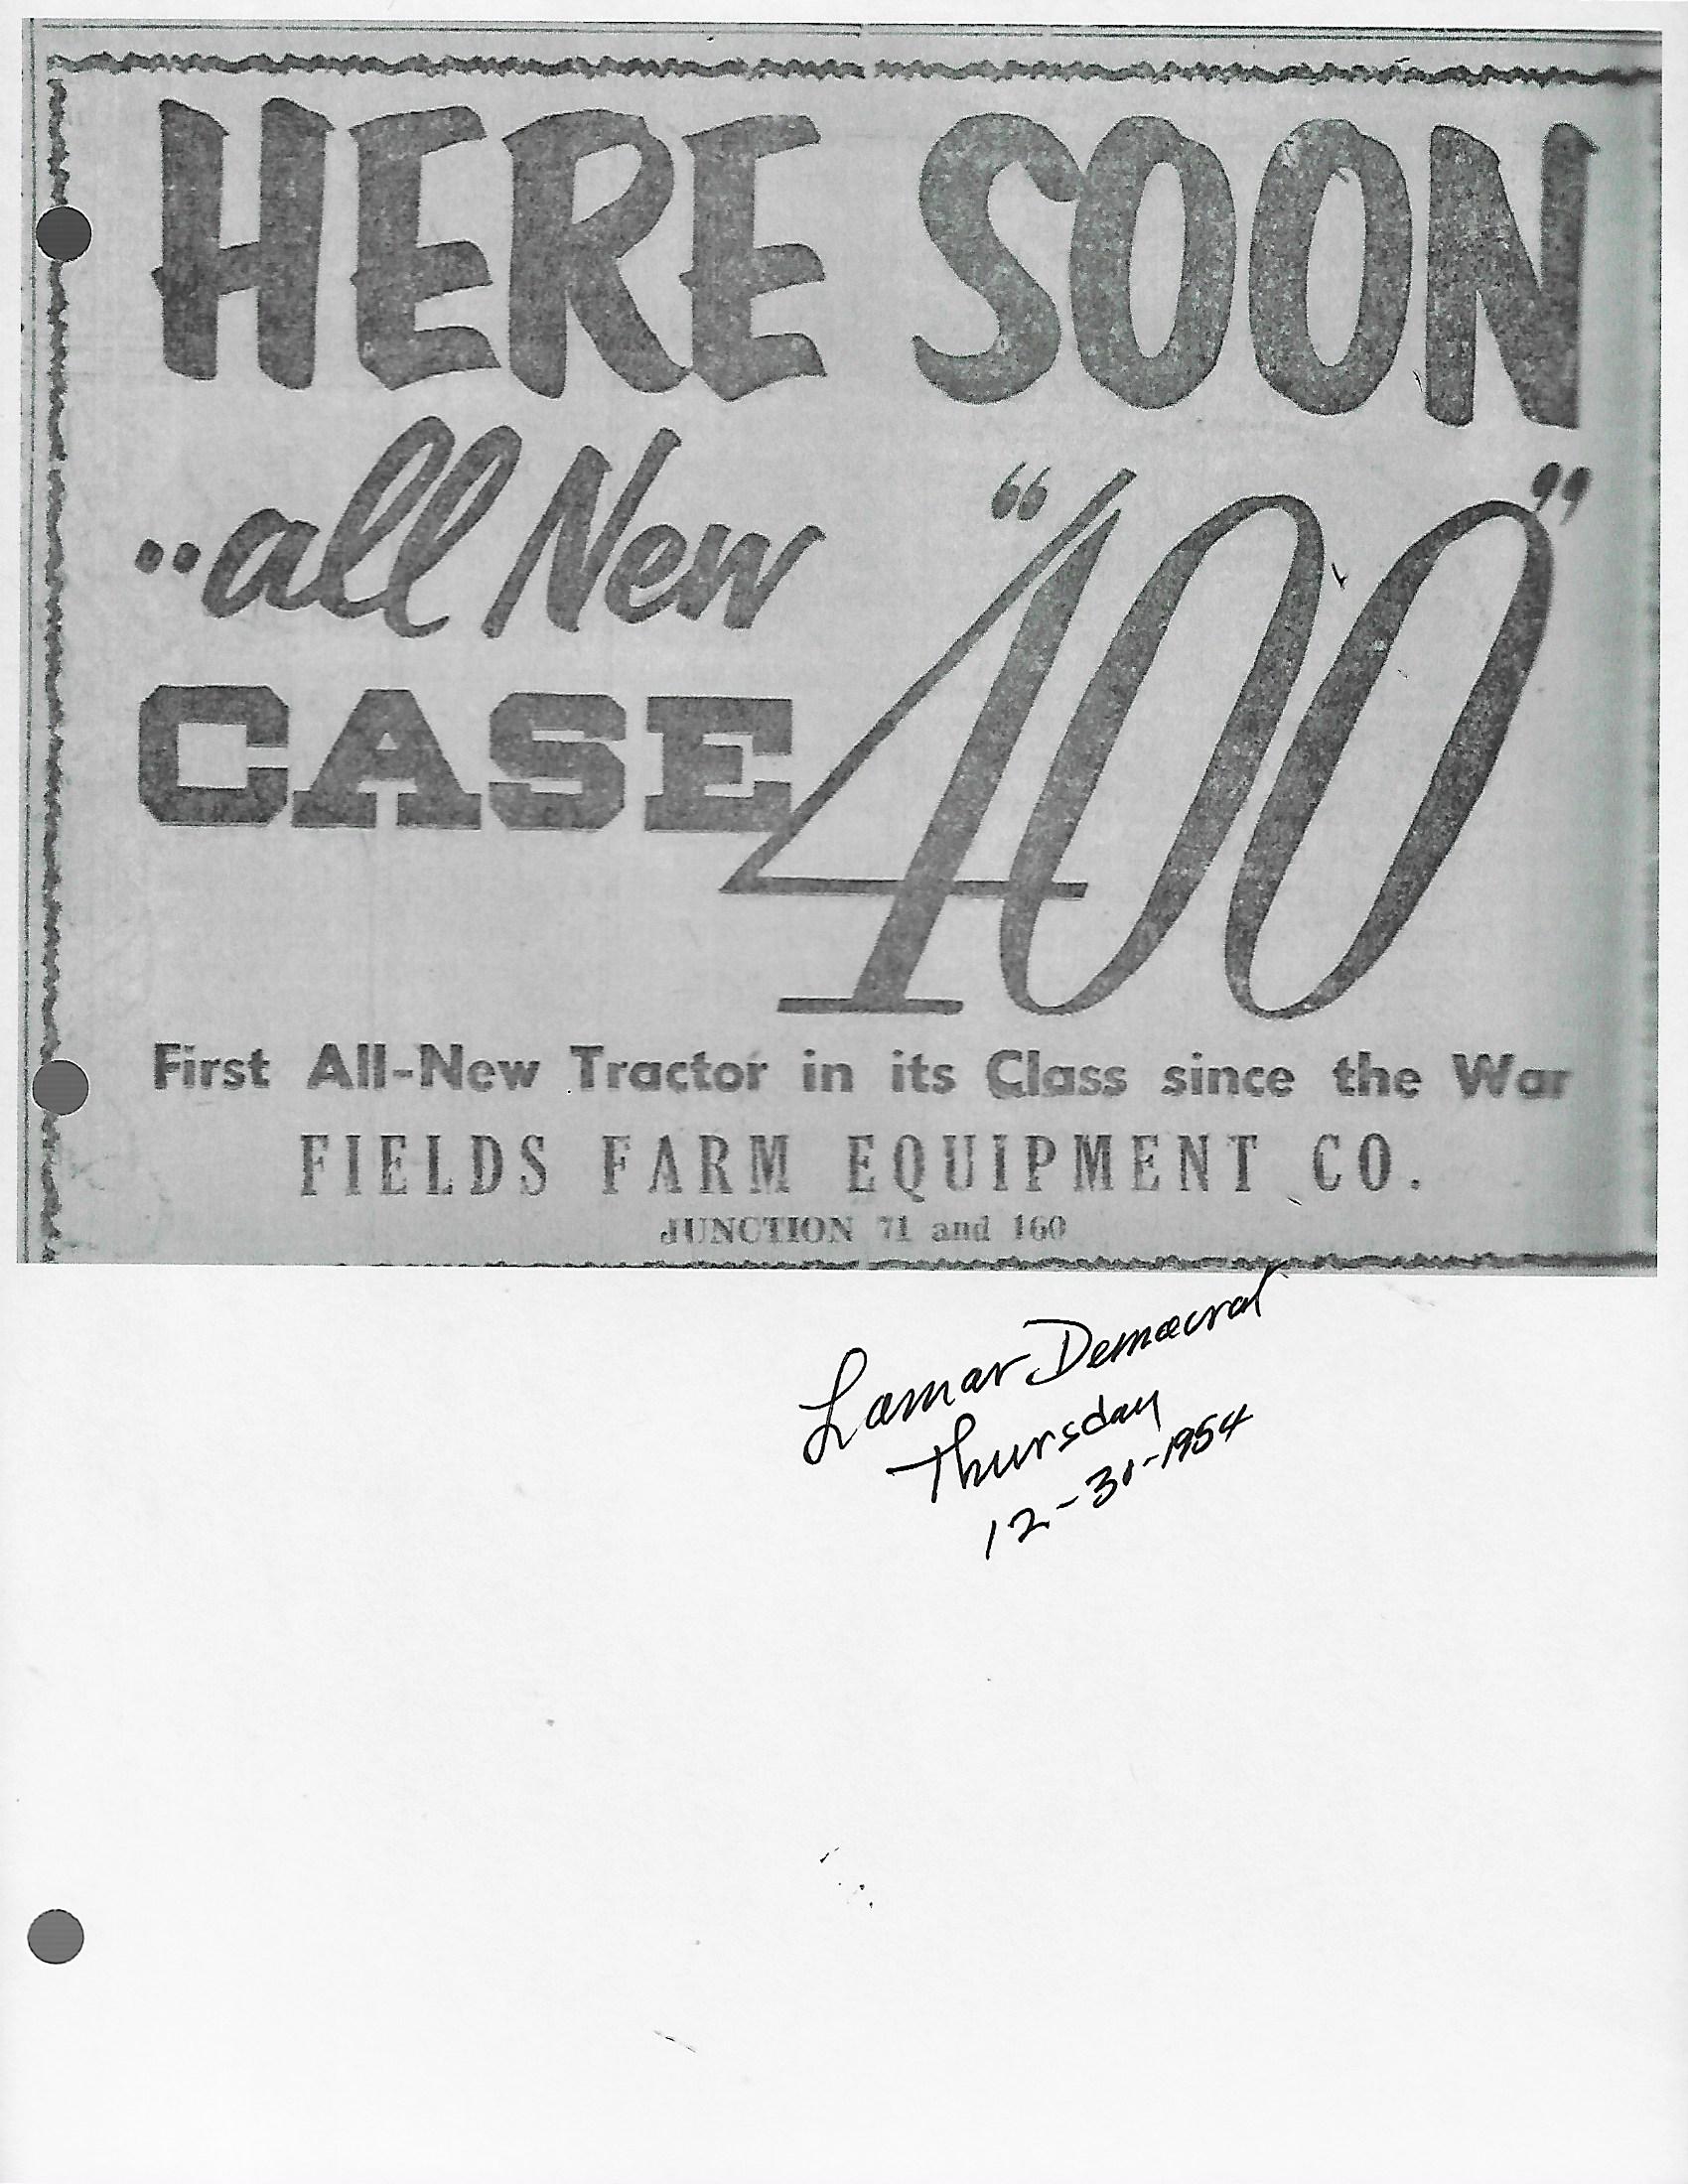 HERE SOON
..all New
CASE “400”
First All-New Tractor in its Class since the War
FIELDS FARM EQUIPMENT CO.
JUNCTION 71 and 160
Lamar Democrat
Thursday
12-30-1954